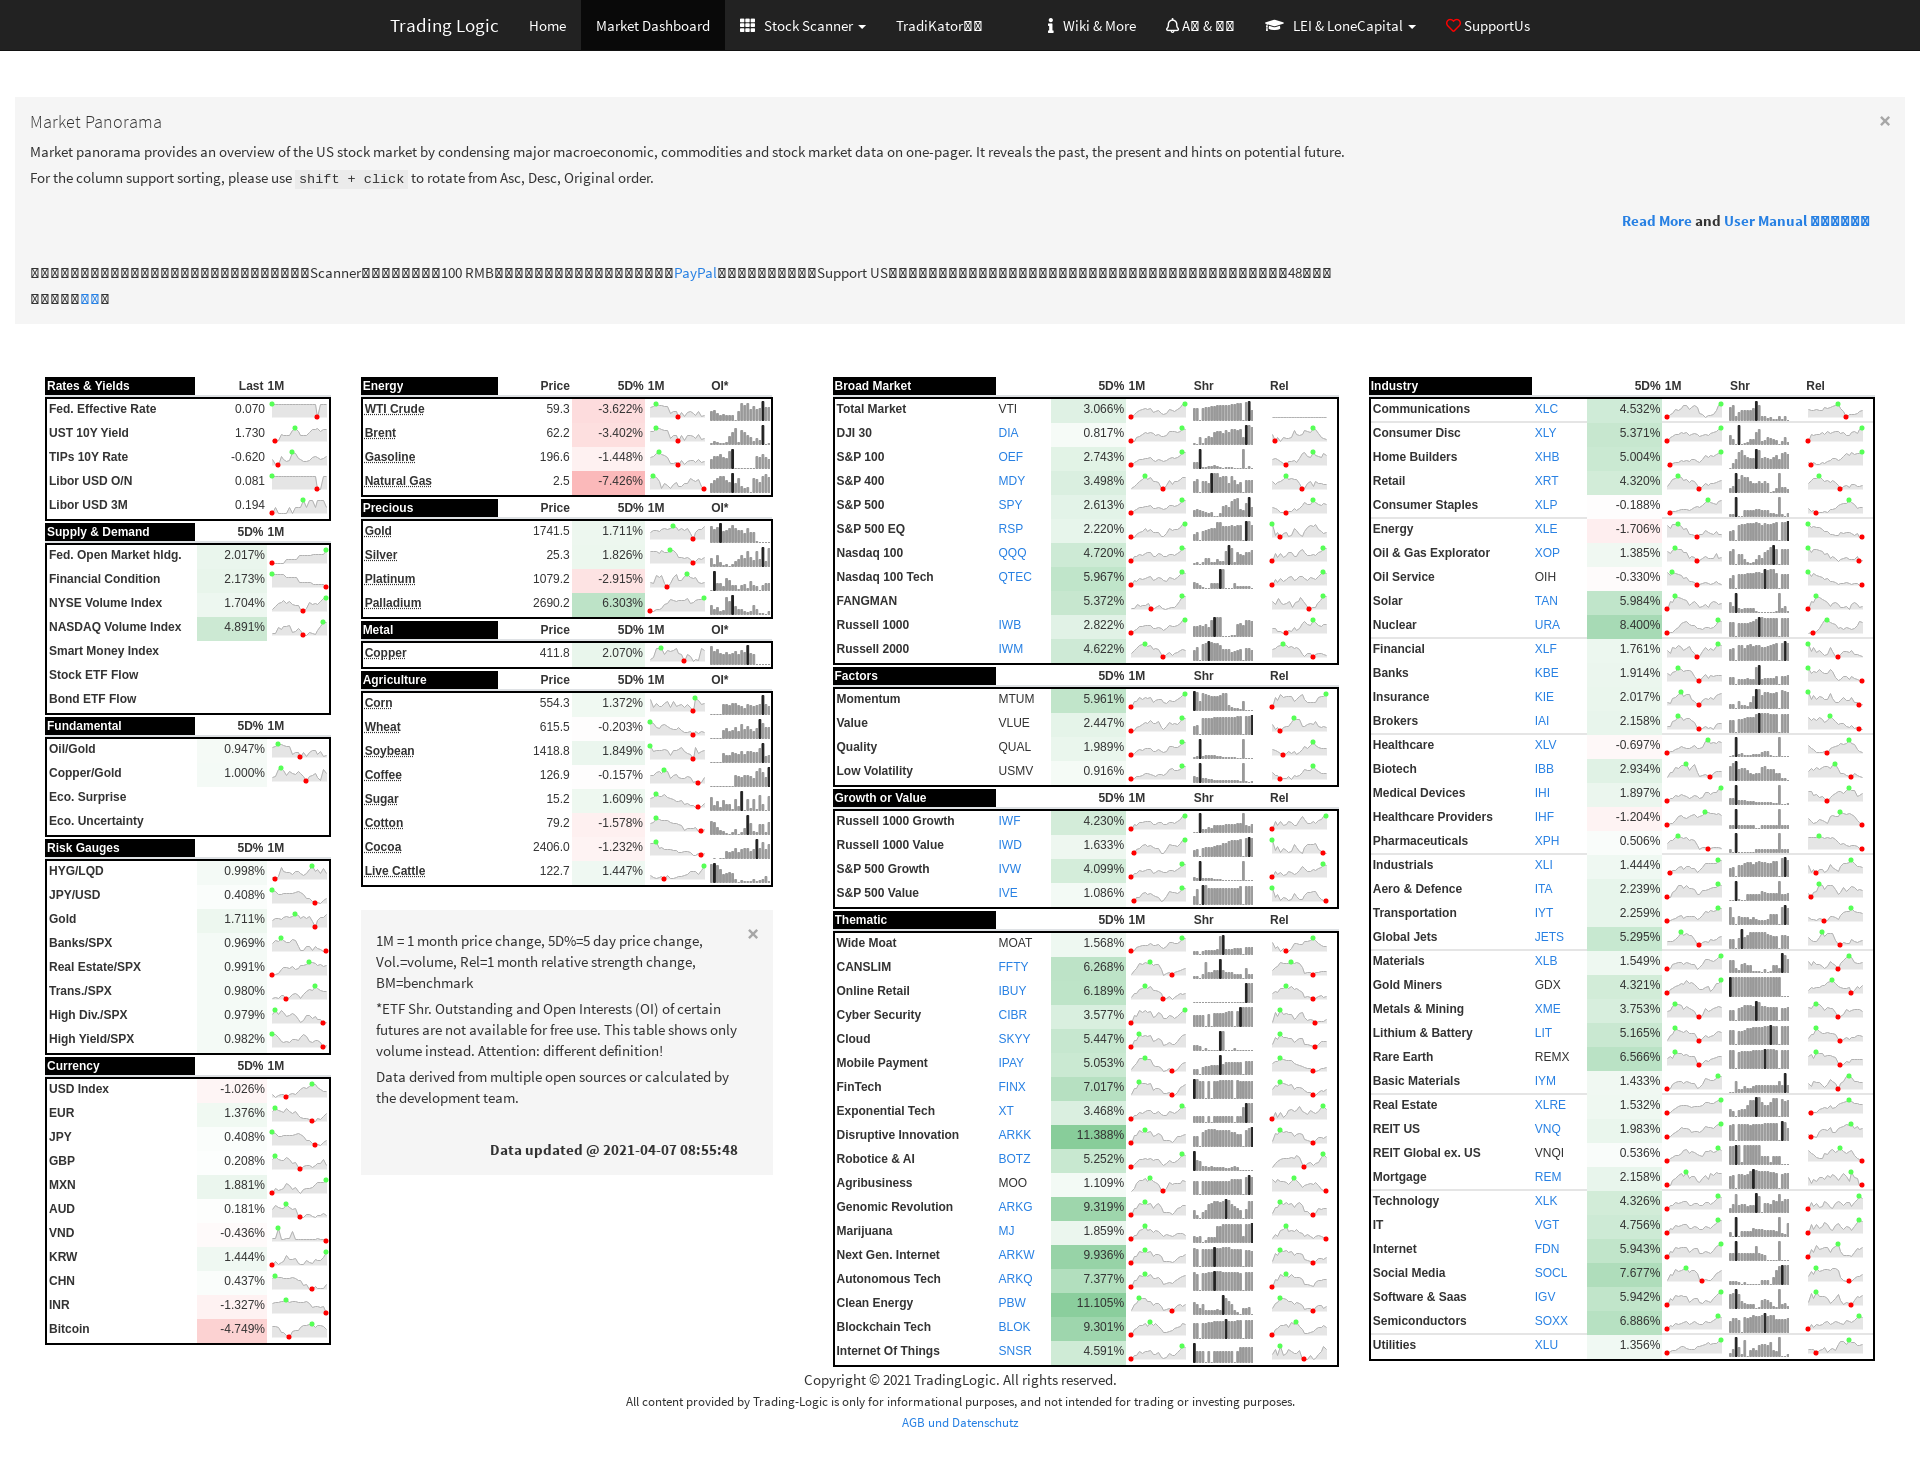 Trading Logic Home Market Dashboard Stock Scanner TradiKator Wiki & More A & LEI & LoneCapital SupportUs
Market Panorama ×
Market panorama provides an overview of the US stock market by condensing major macroeconomic, commodities and stock market data on one-pager. It reveals the past, the present and hints on potential future.
For the column support sorting, please use shift + click to rotate from Asc, Desc, Original order.
Read More and User Manual
Scanner 100 RMB PayPal Support US 48
Rates & Yields Last 1M
Fed. Effective Rate 0.070
UST 10Y Yield 1.730
TIPs 10Y Rate -0.620
Libor USD O/N 0.081
Libor USD 3M 0.194
Supply & Demand 5D% 1M
Fed. Open Market hldg. 2.017%
Financial Condition 2.173%
NYSE Volume Index 1.704%
NASDAQ Volume Index 4.891%
Smart Money Index
Stock ETF Flow
Bond ETF Flow
Fundamental 5D% 1M
Oil/Gold 0.947%
Copper/Gold 1.000%
Eco. Surprise
Eco. Uncertainty
Risk Gauges 5D% 1M
HYG/LQD 0.998%
JPY/USD 0.408%
Gold 1.711%
Banks/SPX 0.969%
Real Estate/SPX 0.991%
Trans./SPX 0.980%
High Div./SPX 0.979%
High Yield/SPX 0.982%
Currency 5D% 1M
USD Index -1.026%
EUR 1.376%
JPY 0.408%
GBP 0.208%
MXN 1.881%
AUD 0.181%
VND -0.436%
KRW 1.444%
CHN 0.437%
INR -1.327%
Bitcoin -4.749%
Energy Price 5D% 1M OI*
WTI Crude 59.3 -3.622%
Brent 62.2 -3.402%
Gasoline 196.6 -1.448%
Natural Gas 2.5 -7.426%
Precious Price 5D% 1M OI*
Gold 1741.5 1.711%
Silver 25.3 1.826%
Platinum 1079.2 -2.915%
Palladium 2690.2 6.303%
Metal Price 5D% 1M OI*
Copper 411.8 2.070%
Agriculture Price 5D% 1M OI*
Corn 554.3 1.372%
Wheat 615.5 -0.203%
Soybean 1418.8 1.849%
Coffee 126.9 -0.157%
Sugar 15.2 1.609%
Cotton 79.2 -1.578%
Cocoa 2406.0 -1.232%
Live Cattle 122.7 1.447%
×
1M = 1 month price change, 5D%=5 day price change,
Vol.=volume, Rel=1 month relative strength change,
BM=benchmark
*ETF Shr. Outstanding and Open Interests (OI) of certain
futures are not available for free use. This table shows only
volume instead. Attention: different definition!
Data derived from multiple open sources or calculated by
the development team.
Data updated @ 2021-04-07 08:55:48
Broad Market 5D% 1M Shr Rel
Total Market VTI 3.066%
DJI 30 DIA 0.817%
S&P 100 OEF 2.743%
S&P 400 MDY 3.498%
S&P 500 SPY 2.613%
S&P 500 EQ RSP 2.220%
Nasdaq 100 QQQ 4.720%
Nasdaq 100 Tech QTEC 5.967%
FANGMAN 5.372%
Russell 1000 IWB 2.822%
Russell 2000 IWM 4.622%
Factors 5D% 1M Shr Rel
Momentum MTUM 5.961%
Value VLUE 2.447%
Quality QUAL 1.989%
Low Volatility USMV 0.916%
Growth or Value 5D% 1M Shr Rel
Russell 1000 Growth IWF 4.230%
Russell 1000 Value IWD 1.633%
S&P 500 Growth IVW 4.099%
S&P 500 Value IVE 1.086%
Thematic 5D% 1M Shr Rel
Wide Moat MOAT 1.568%
CANSLIM FFTY 6.268%
Online Retail IBUY 6.189%
Cyber Security CIBR 3.577%
Cloud SKYY 5.447%
Mobile Payment IPAY 5.053%
FinTech FINX 7.017%
Exponential Tech XT 3.468%
Disruptive Innovation ARKK 11.388%
Robotice & AI BOTZ 5.252%
Agribusiness MOO 1.109%
Genomic Revolution ARKG 9.319%
Marijuana MJ 1.859%
Next Gen. Internet ARKW 9.936%
Autonomous Tech ARKQ 7.377%
Clean Energy PBW 11.105%
Blockchain Tech BLOK 9.301%
Internet Of Things SNSR 4.591%
Industry 5D% 1M Shr Rel
Communications XLC 4.532%
Consumer Disc XLY 5.371%
Home Builders XHB 5.004%
Retail XRT 4.320%
Consumer Staples XLP -0.188%
Energy XLE -1.706%
Oil & Gas Explorator XOP 1.385%
Oil Service OIH -0.330%
Solar TAN 5.984%
Nuclear URA 8.400%
Financial XLF 1.761%
Banks KBE 1.914%
Insurance KIE 2.017%
Brokers IAI 2.158%
Healthcare XLV -0.697%
Biotech IBB 2.934%
Medical Devices IHI 1.897%
Healthcare Providers IHF -1.204%
Pharmaceuticals XPH 0.506%
Industrials XLI 1.444%
Aero & Defence ITA 2.239%
Transportation IYT 2.259%
Global Jets JETS 5.295%
Materials XLB 1.549%
Gold Miners GDX 4.321%
Metals & Mining XME 3.753%
Lithium & Battery LIT 5.165%
Rare Earth REMX 6.566%
Basic Materials IYM 1.433%
Real Estate XLRE 1.532%
REIT US VNQ 1.983%
REIT Global ex. US VNQI 0.536%
Mortgage REM 2.158%
Technology XLK 4.326%
IT VGT 4.756%
Internet FDN 5.943%
Social Media SOCL 7.677%
Software & Saas IGV 5.942%
Semiconductors SOXX 6.886%
Utilities XLU 1.356%
Copyright © 2021 TradingLogic. All rights reserved.
All content provided by Trading-Logic is only for informational purposes, and not intended for trading or investing purposes.
AGB und Datenschutz